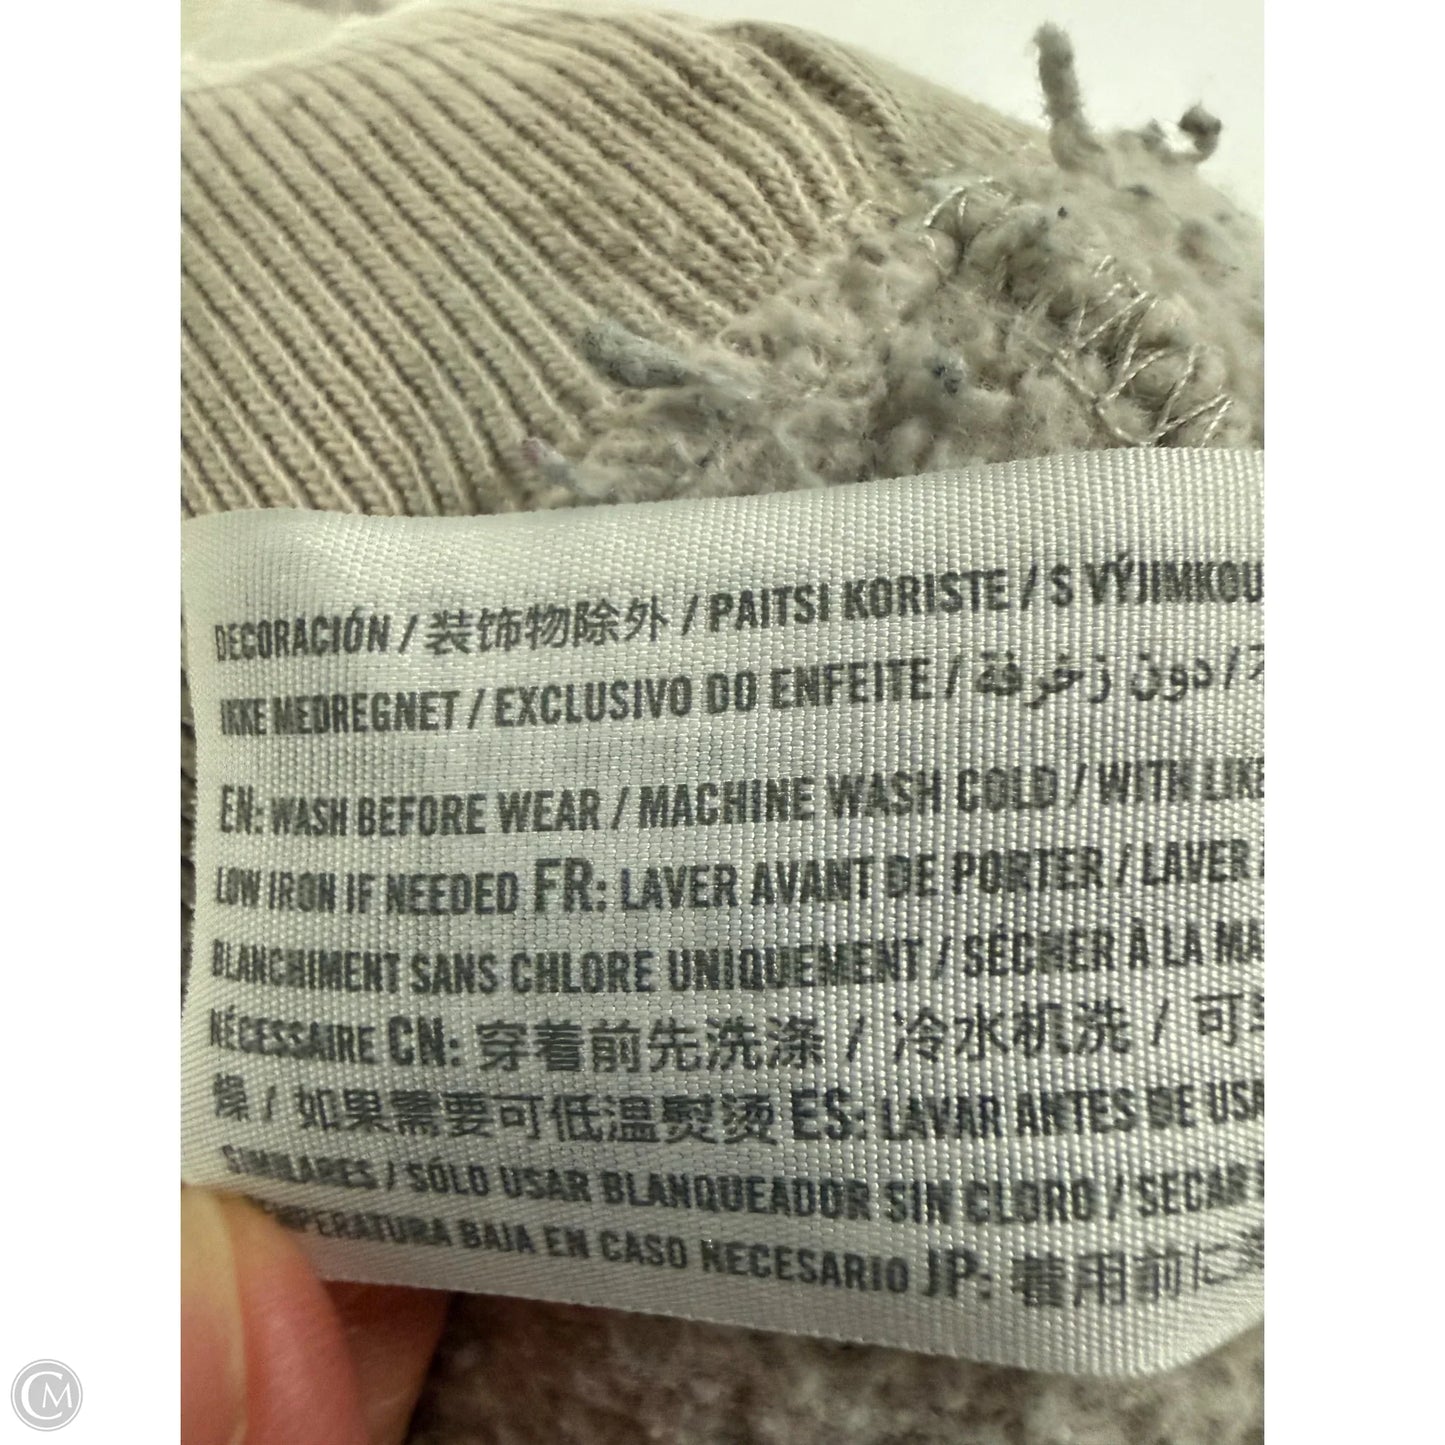 DECORACIÓN / 装饰物除外 / PAITSI KORISTE / S VÝJIMKOU
IKKE MEDREGNET / EXCLUSIVO DO ENFEITE / دون زخرفة /
EN: WASH BEFORE WEAR / MACHINE WASH COLD / WITH LIKE
LOW IRON IF NEEDED FR: LAVER AVANT DE PORTER / LAVER
BLANCHIMENT SANS CHLORE UNIQUEMENT / SÉCHER À LA MA
NÉCESSAIRE CN: 穿着前先洗涤 / 冷水机洗 / 可
燥 / 如果需要可低温熨烫 ES: LAVAR ANTES DE USA
SIMILARES / SÓLO USAR BLANQUEADOR SIN CLORO / SECAR
TEMPERATURA BAJA EN CASO NECESARIO JP: 着用前に
CM